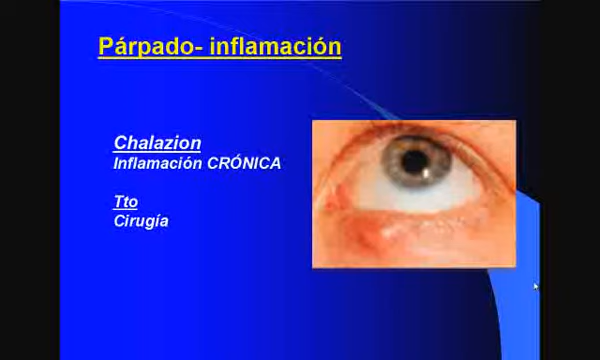 Párpado- inflamación
Chalazion
Inflamación CRÓNICA
Tto
Cirugía